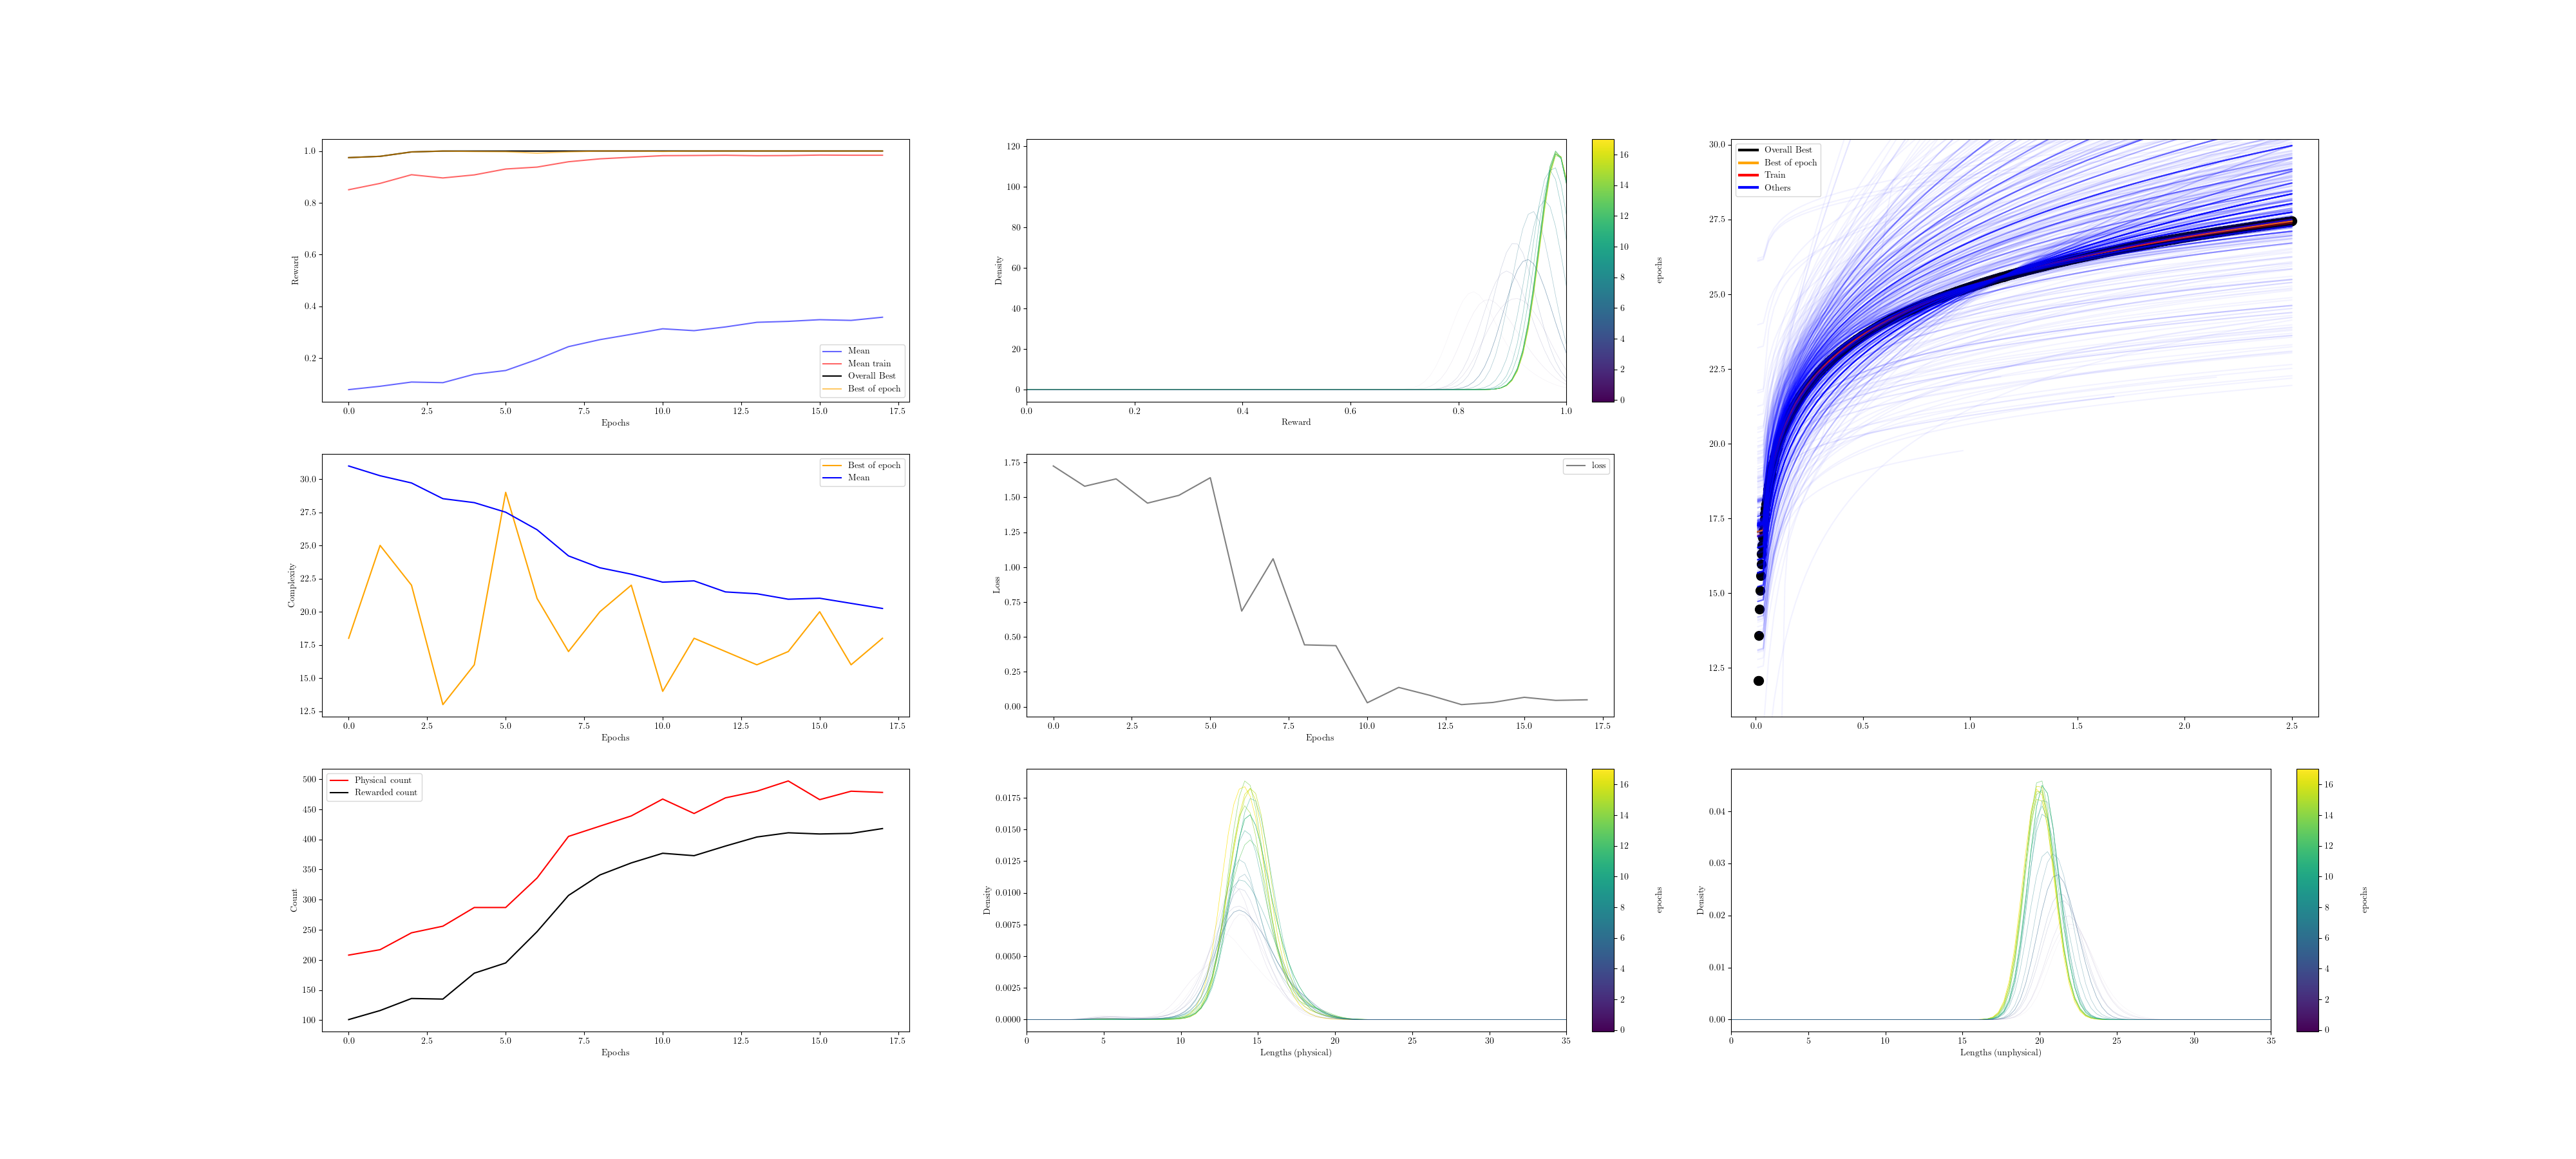 1.0
0.8
0.6
0.4
0.2
Reward
0.0 2.5 5.0 7.5 10.0 12.5 15.0 17.5
Epochs
Mean
Mean train
Overall Best
Best of epoch
120
100
80
60
40
20
0
Density
0.0 0.2 0.4 0.6 0.8 1.0
Reward
16
14
12
10
8
6
4
2
0
epochs
30.0
27.5
25.0
22.5
20.0
17.5
15.0
12.5
0.0 0.5 1.0 1.5 2.0 2.5
Overall Best
Best of epoch
Train
Others
30.0
27.5
25.0
22.5
20.0
17.5
15.0
12.5
Complexity
0.0 2.5 5.0 7.5 10.0 12.5 15.0 17.5
Epochs
Best of epoch
Mean
1.75
1.50
1.25
1.00
0.75
0.50
0.25
0.00
Loss
0.0 2.5 5.0 7.5 10.0 12.5 15.0 17.5
Epochs
loss
500
450
400
350
300
250
200
150
100
Count
0.0 2.5 5.0 7.5 10.0 12.5 15.0 17.5
Epochs
Physical count
Rewarded count
0.0175
0.0150
0.0125
0.0100
0.0075
0.0050
0.0025
0.0000
Density
0 5 10 15 20 25 30 35
Lengths (physical)
16
14
12
10
8
6
4
2
0
epochs
0.04
0.03
0.02
0.01
0.00
Density
0 5 10 15 20 25 30 35
Lengths (unphysical)
16
14
12
10
8
6
4
2
0
epochs